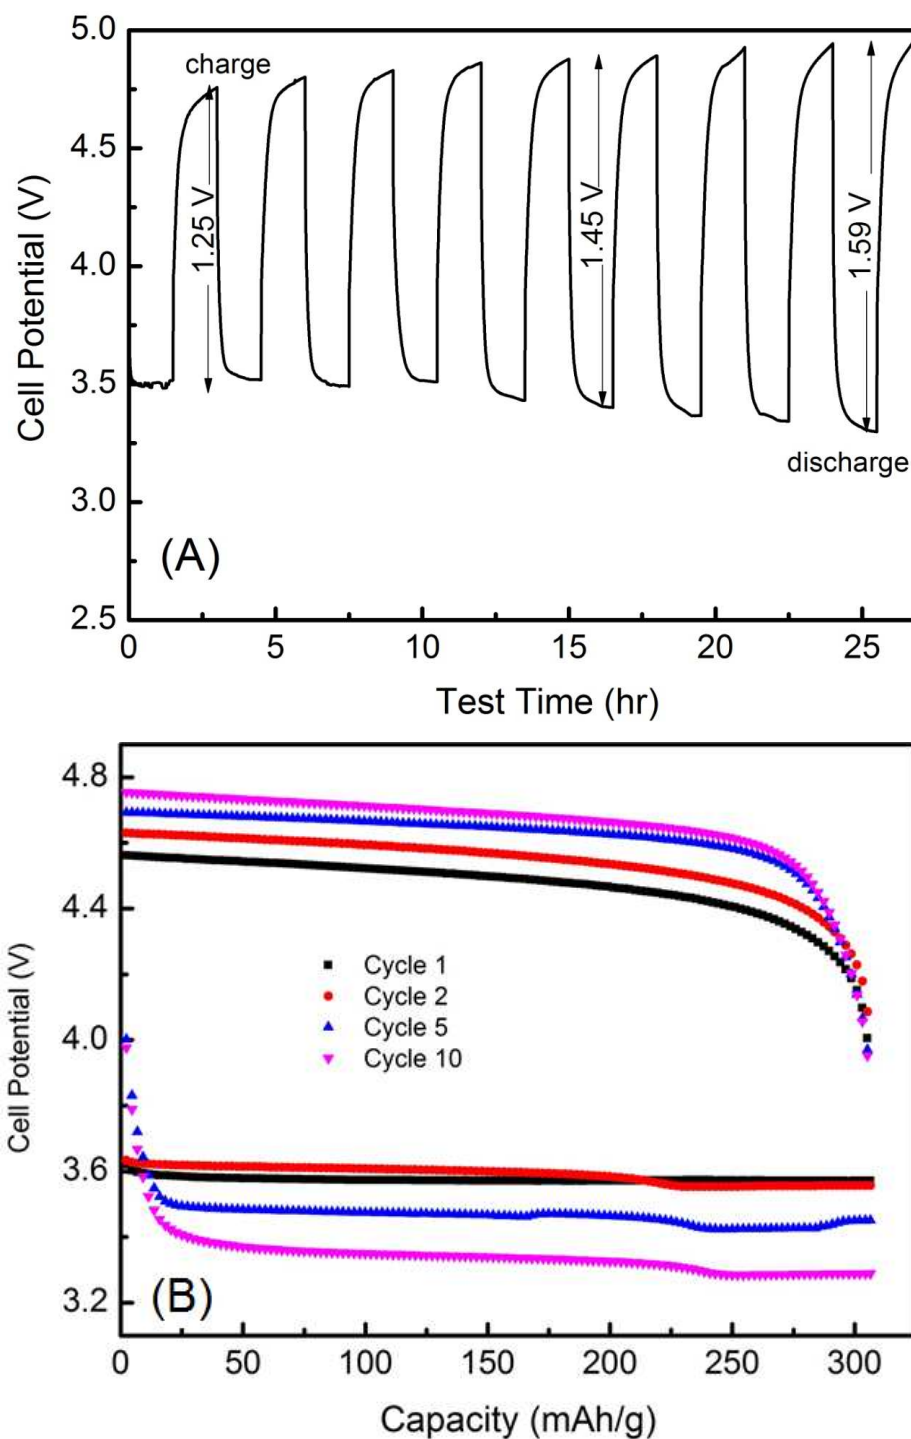 5.0
charge
4.5
1.25 V
1.45 V
1.59 V
4.0
3.5
discharge
3.0
(A)
2.5
0 5 10 15 20 25
Cell Potential (V)
Test Time (hr)
4.8
4.4
Cycle 1
Cycle 2
Cycle 5
Cycle 10
4.0
3.6
3.2
(B)
0 50 100 150 200 250 300
Cell Potential (V)
Capacity (mAh/g)